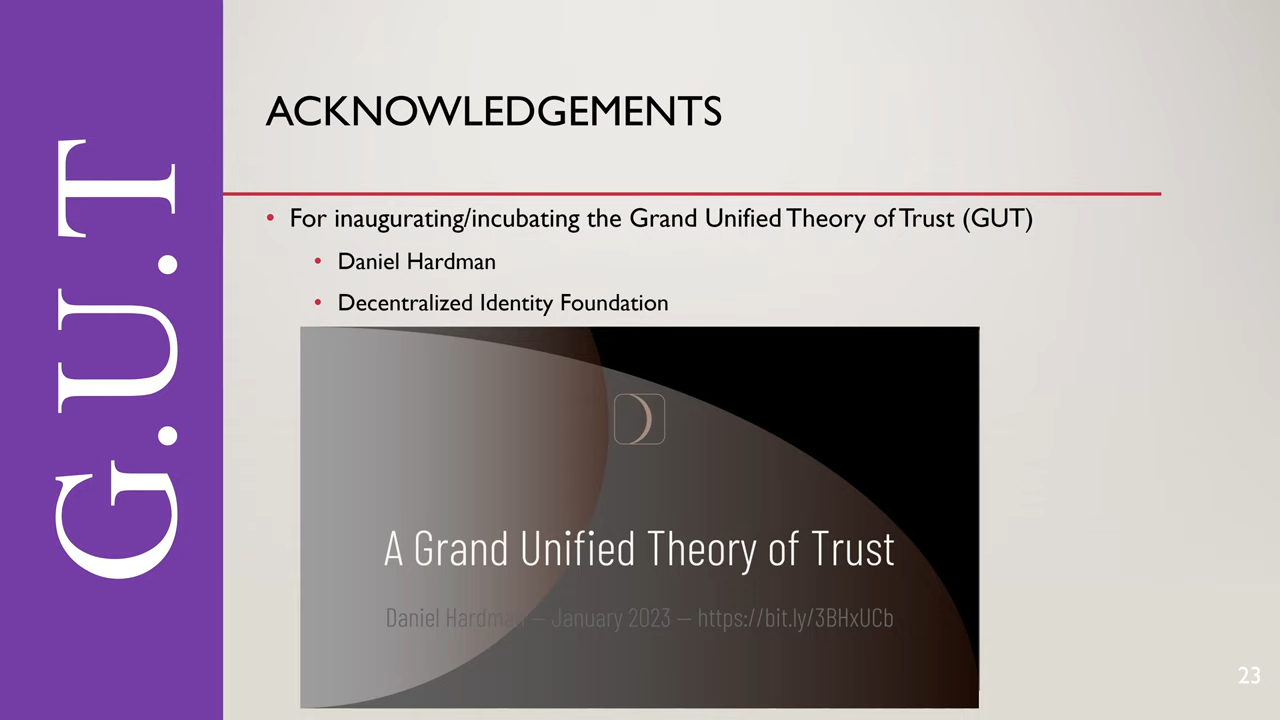 G.U.T
ACKNOWLEDGEMENTS
• For inaugurating/incubating the Grand Unified Theory of Trust (GUT)
• Daniel Hardman
• Decentralized Identity Foundation
A Grand Unified Theory of Trust
Daniel Hardman — January 2023 — https://bit.ly/3BHxUCb
23